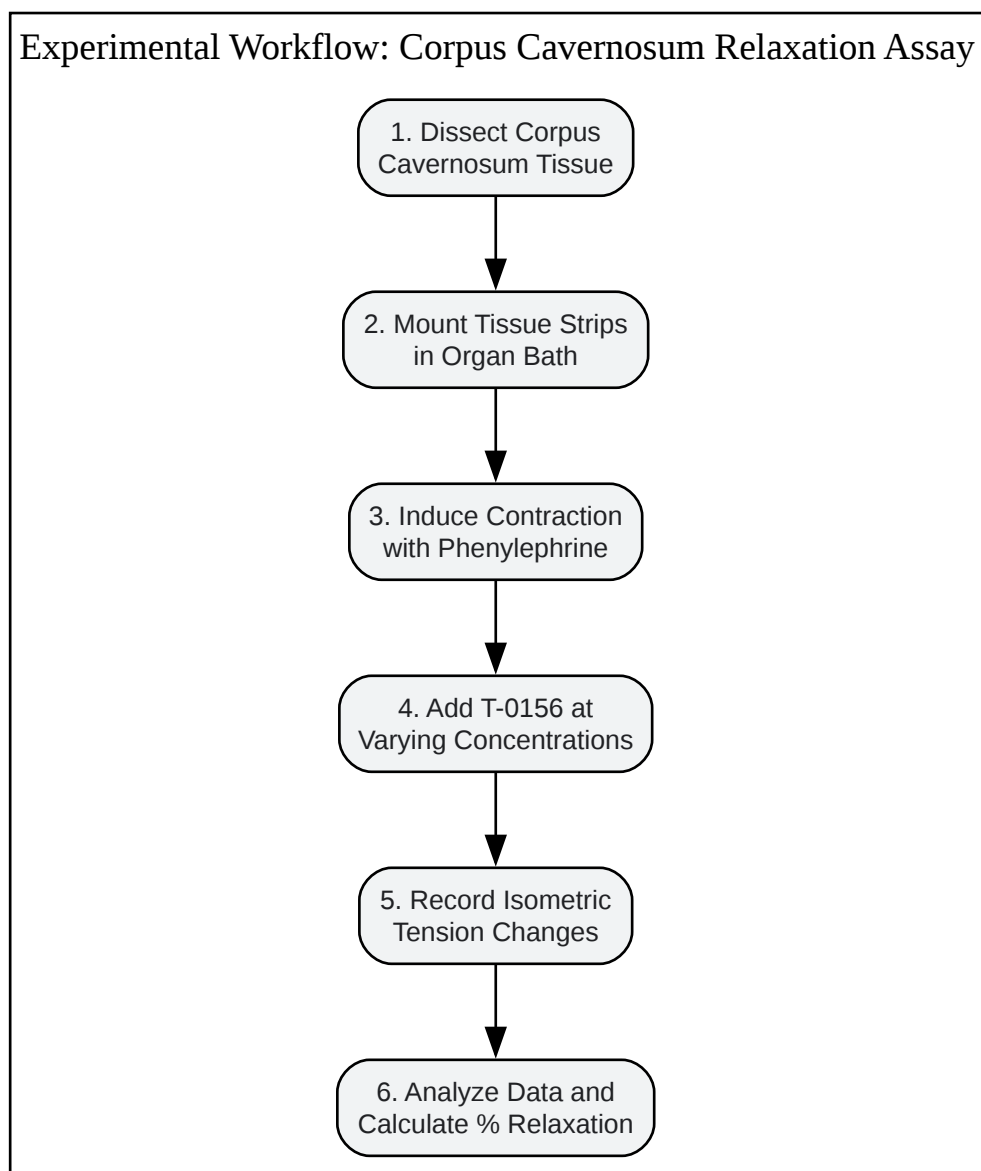 Experimental Workflow: Corpus Cavernosum Relaxation Assay
1. Dissect Corpus
Cavernosum Tissue
2. Mount Tissue Strips
in Organ Bath
3. Induce Contraction
with Phenylephrine
4. Add T-0156 at
Varying Concentrations
5. Record Isometric
Tension Changes
6. Analyze Data and
Calculate % Relaxation